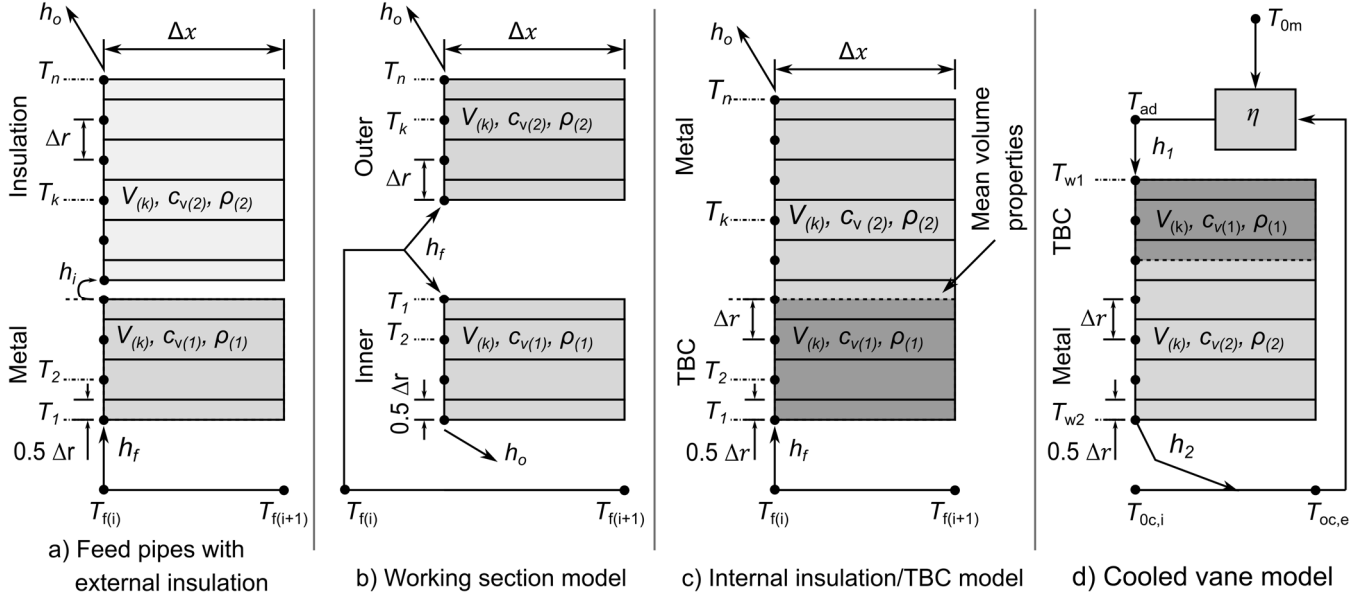 h_o
Δx
T_n
Insulation
Δr
T_k
V_(k), c_v(2), ρ_(2)
h_i
Metal
V_(k), c_v(1), ρ_(1)
T_2
T_1
0.5 Δr
h_f
T_f(i)
T_f(i+1)
a) Feed pipes with
external insulation
h_o
Δx
T_n
Outer
T_k
V_(k), c_v(2), ρ_(2)
Δr
h_f
T_1
Inner
T_2
V_(k), c_v(1), ρ_(1)
0.5 Δr
h_o
T_f(i)
T_f(i+1)
b) Working section model
h_o
Δx
T_n
Metal
Mean volume
properties
T_k
V_(k), c_v (2), ρ_(2)
Δr
TBC
V_(k), c_v(1), ρ_(1)
T_2
T_1
0.5 Δr
h_f
T_f(i)
T_f(i+1)
c) Internal insulation/TBC model
T_0m
T_ad
η
h_1
T_w1
TBC
V_(k), c_v(1), ρ_(1)
Δr
Metal
V_(k), c_v(2), ρ_(2)
T_w2
0.5 Δr
h_2
T_0c,i
T_oc,e
d) Cooled vane model